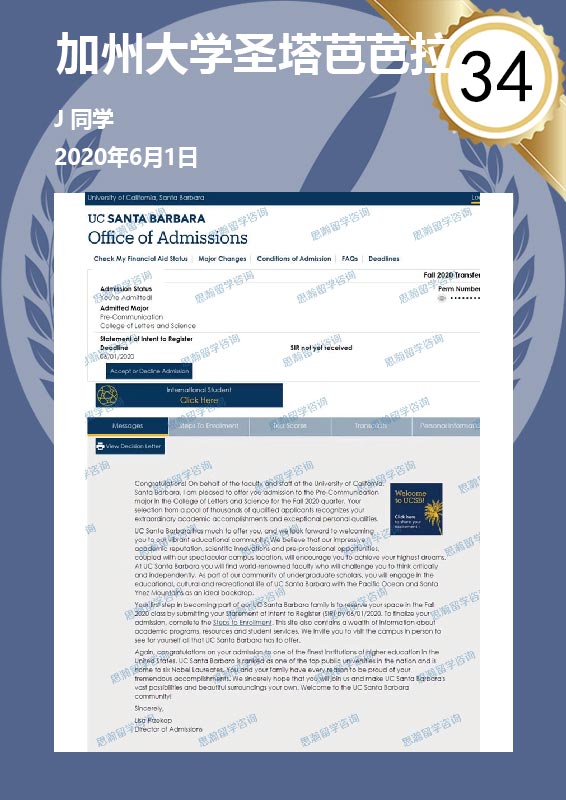 加州大学圣塔芭芭拉
34
J 同学
2020年6月1日
University of California, Santa Barbara
UC SANTA BARBARA
Office of Admissions
Check My Financial Aid Status | Major Changes | Conditions of Admission | FAQs | Deadlines
Fall 2020 Transfer
Admission Status
Perm Number
You're Admitted!
Admitted Major
Pre-Communication
College of Letters and Science
Statement of Intent to Register
Deadline
SIR not yet received
06/01/2020
Accept or Decline Admission
International Student
Click Here
Messages
Steps To Enrollment
Test Scores
Transcripts
Personal Informat
View Decision Letter
Congratulations! On behalf of the faculty and staff at the University of California,
Santa Barbara, I am pleased to offer you admission to the Pre-Communication
major in the College of Letters and Science for the Fall 2020 quarter. Your
selection from a pool of thousands of qualified applicants recognizes your
extraordinary academic accomplishments and exceptional personal qualities.
Welcome
to UCSB!
Click here
to share your
excitement!
UC Santa Barbara has much to offer you, and we look forward to welcoming
you to our vibrant educational community. We believe that our impressive
academic reputation, scientific innovations and pre-professional opportunities,
coupled with our spectacular campus location, will encourage you to achieve your highest dreams.
At UC Santa Barbara you will find world-renowned faculty who will challenge you to think critically
and independently. As part of our community of undergraduate scholars, you will engage in the
educational, cultural and recreational life of UC Santa Barbara with the Pacific Ocean and Santa
Ynez Mountains as an ideal backdrop.
Your first step in becoming part of our UC Santa Barbara family is to reserve your space in the Fall
2020 class by submitting your Statement of Intent to Register (SIR) by 06/01/2020. To finalize your
admission, complete the Steps to Enrollment. This site also contains a wealth of information about
academic programs, resources and student services. We invite you to visit the campus in person to
see for yourself all that UC Santa Barbara has to offer.
Again, congratulations on your admission to one of the finest institutions of higher education in the
United States. UC Santa Barbara is ranked as one of the top public universities in the nation and is
home to six Nobel Laureates. You and your family have every reason to be proud of your
tremendous accomplishments. We sincerely hope that you will join us and make UC Santa Barbara's
vast possibilities and beautiful surroundings your own. Welcome to the UC Santa Barbara
community!
Sincerely,
Lisa Przekop
Director of Admissions
思瀚留学咨询